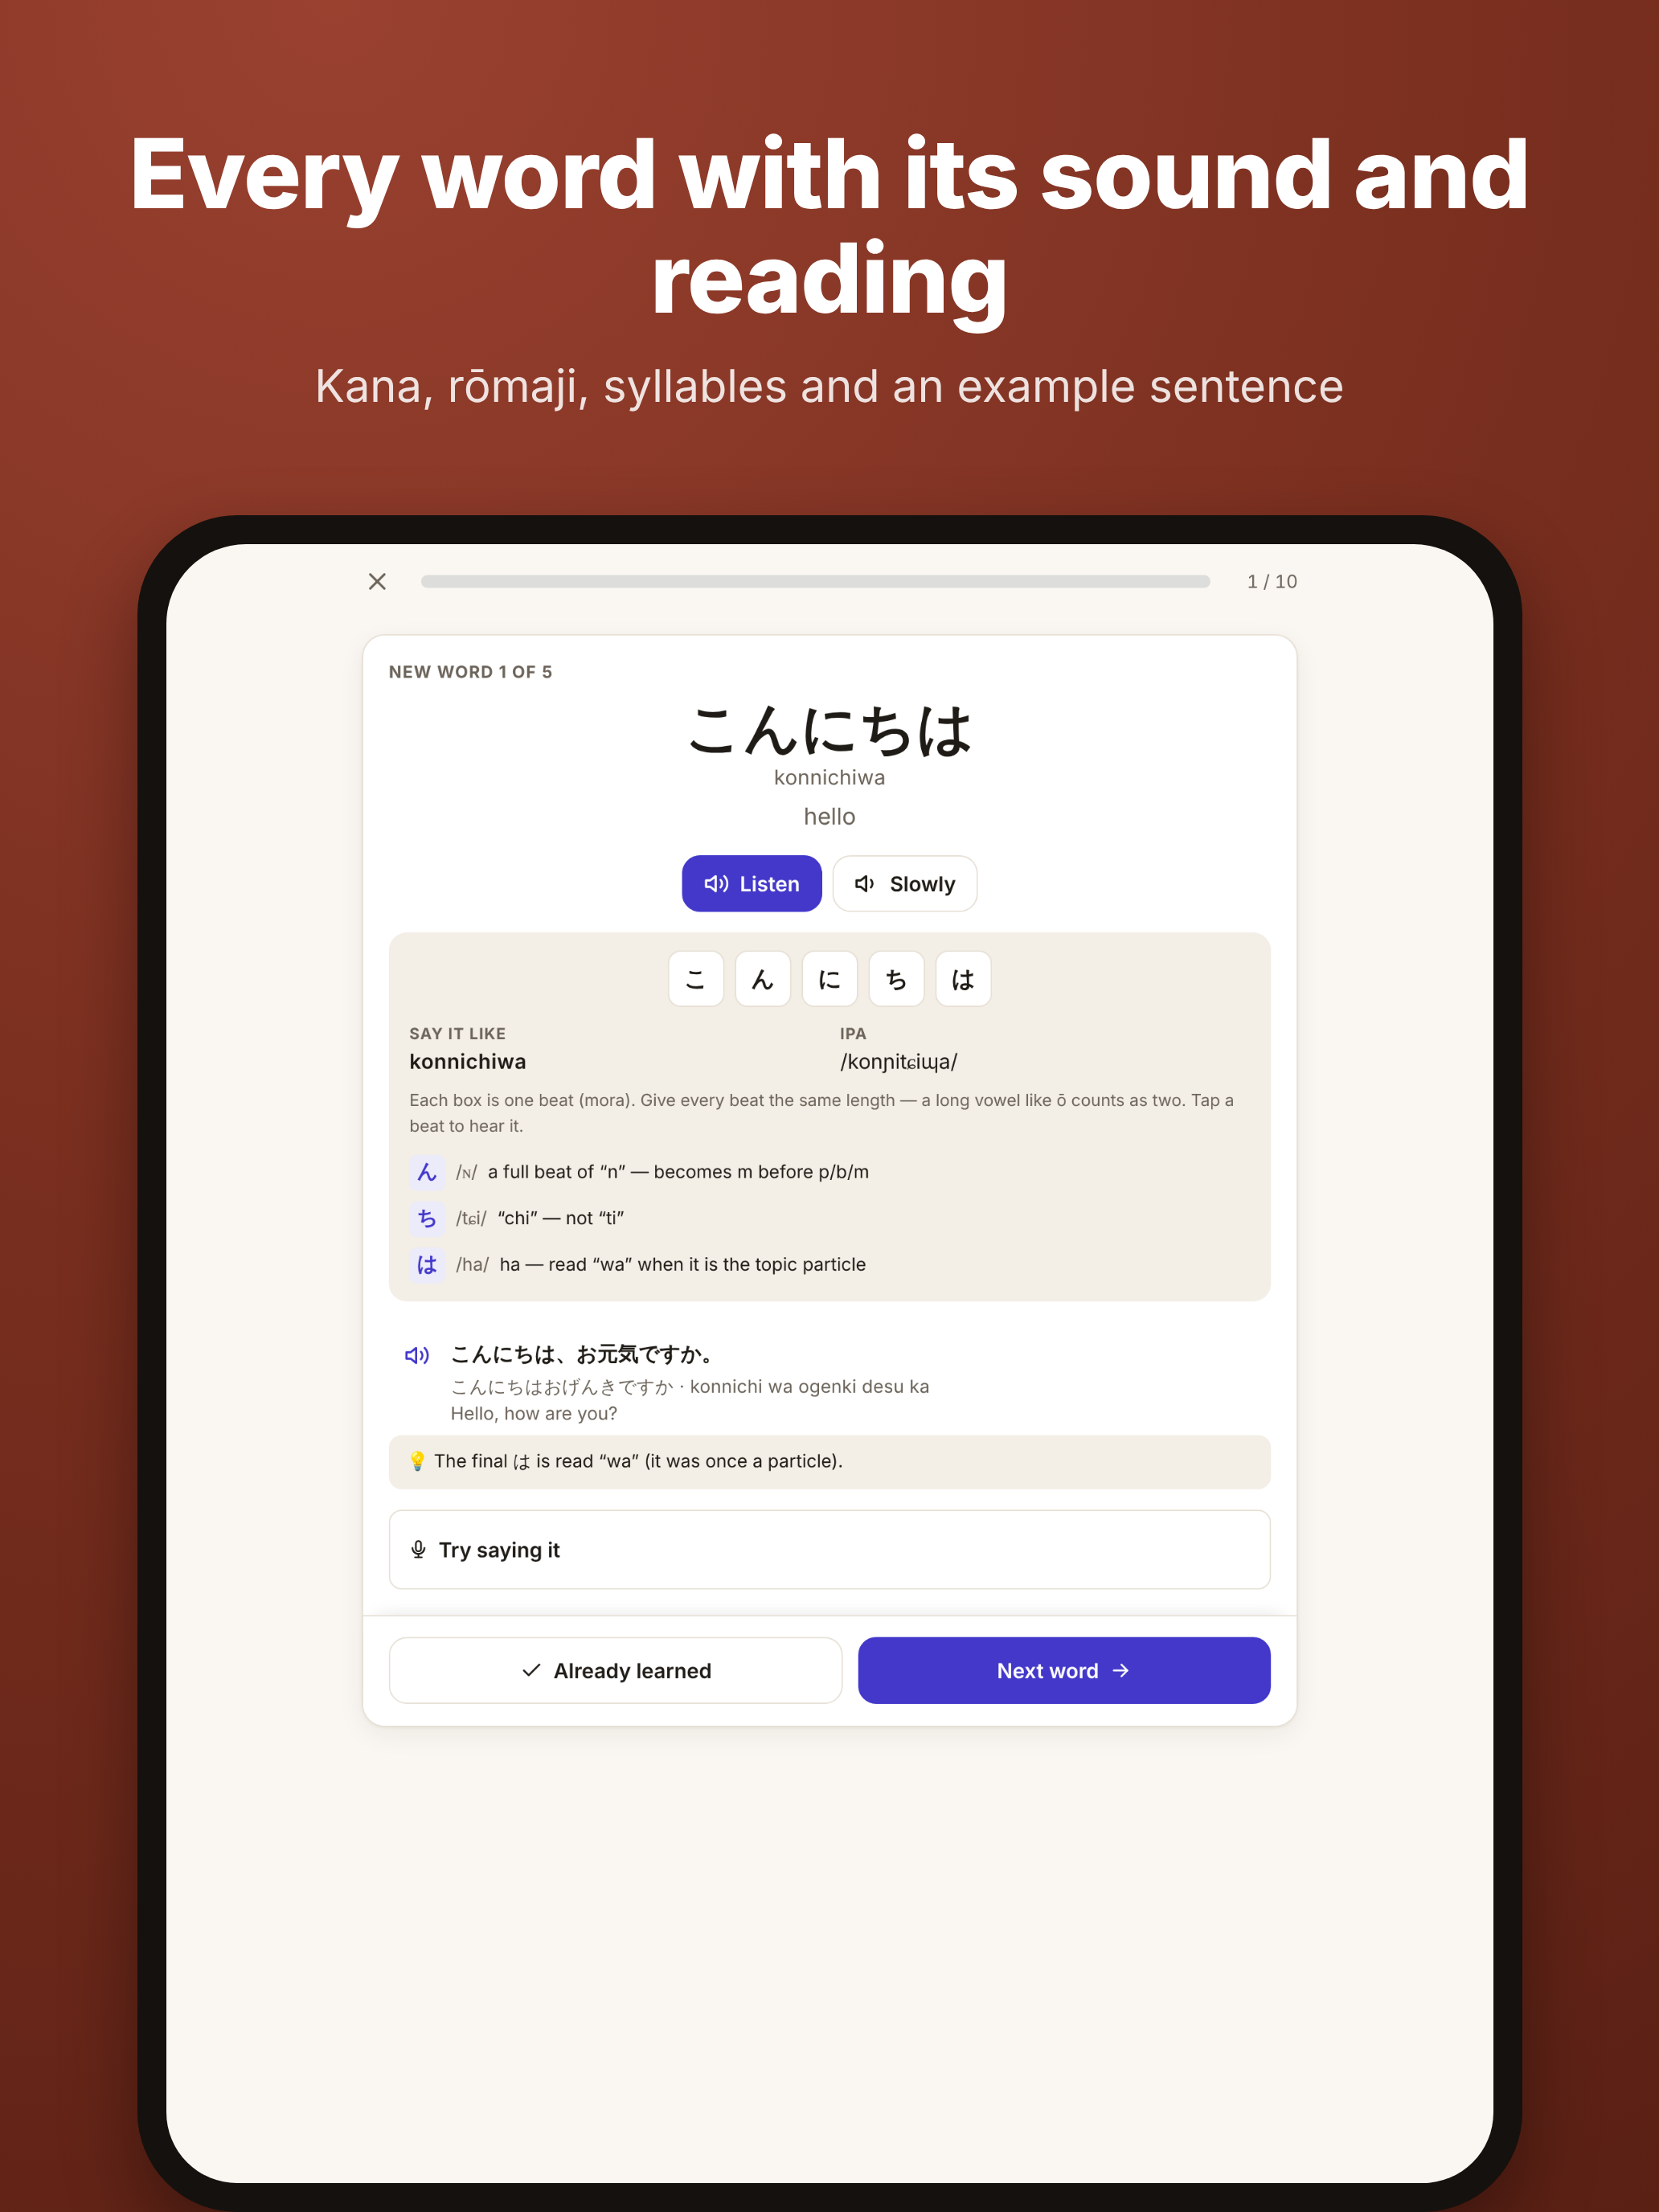 Every word with its sound and
reading
Kana, rōmaji, syllables and an example sentence
1 / 10
NEW WORD 1 OF 5
こんにちは
konnichiwa
hello
Listen Slowly
こ ん に ち は
SAY IT LIKE IPA
konnichiwa /konɲitɕiɰa/
Each box is one beat (mora). Give every beat the same length — a long vowel like ō counts as two. Tap a
beat to hear it.
ん /ɴ/ a full beat of “n” — becomes m before p/b/m
ち /tɕi/ “chi” — not “ti”
は /ha/ ha — read “wa” when it is the topic particle
こんにちは、お元気ですか。
こんにちはおげんきですか · konnichi wa ogenki desu ka
Hello, how are you?
💡 The final は is read “wa” (it was once a particle).
Try saying it
Already learned Next word →